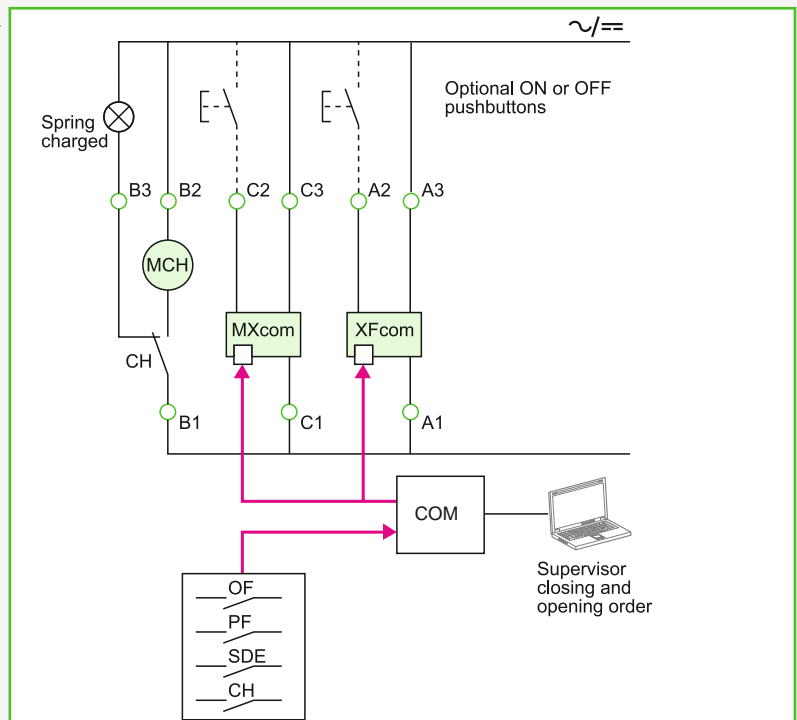 ∼/==
Optional ON or OFF
pushbuttons
Spring
charged
B3 B2 C2 C3 A2 A3
MCH
MXcom XFcom
CH
B1 C1 A1
COM
Supervisor
closing and
opening order
OF
PF
SDE
CH